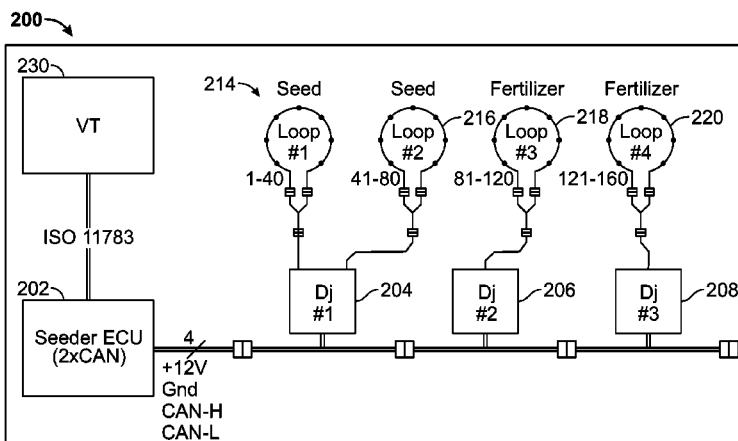 200
230
VT
ISO 11783
202
Seeder ECU
(2xCAN)
4
+12V
Gnd
CAN-H
CAN-L
214
Seed
Seed
Fertilizer
Fertilizer
Loop
#1
Loop
#2
216
Loop
#3
218
Loop
#4
220
1-40
41-80
81-120
121-160
Dj
#1
204
Dj
#2
206
Dj
#3
208